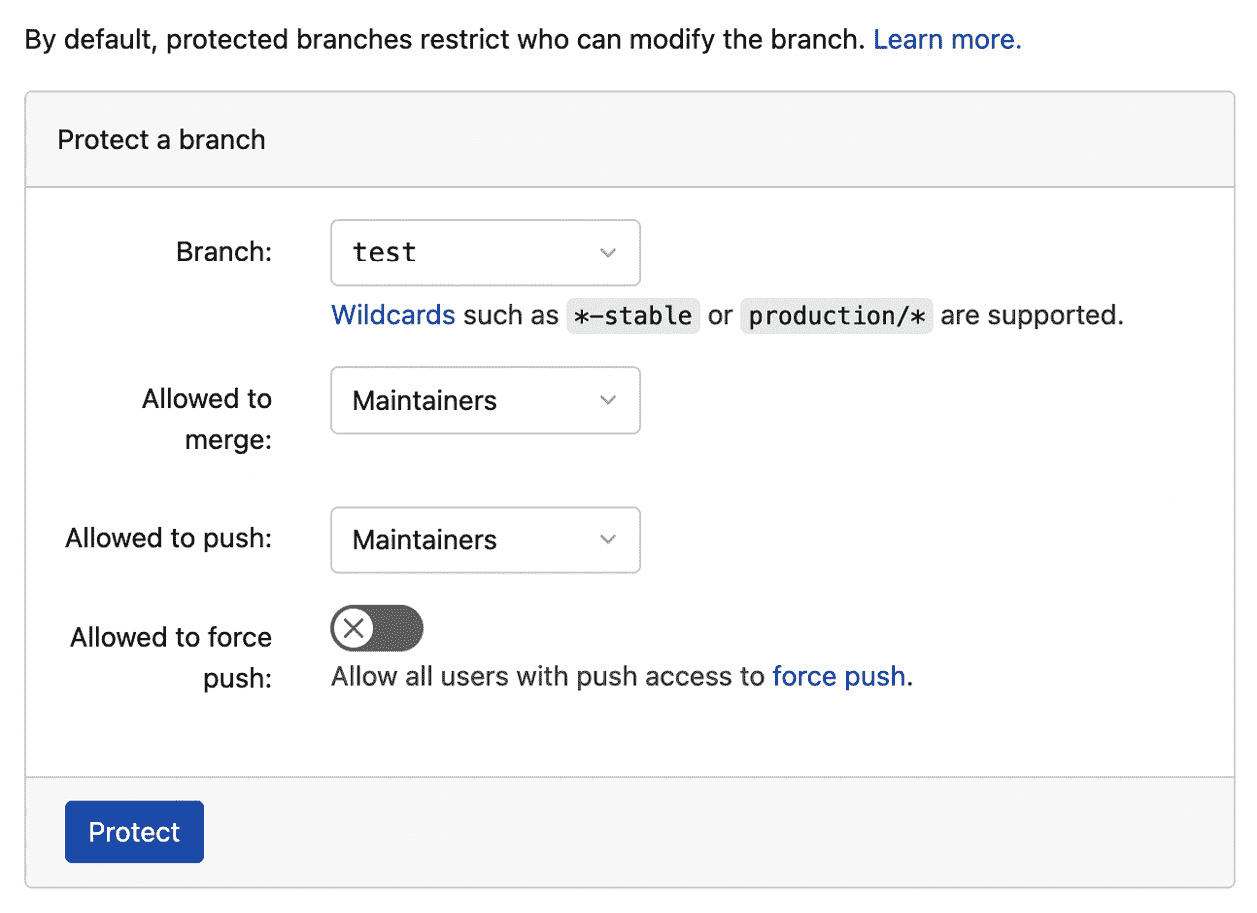 By default, protected branches restrict who can modify the branch. Learn more.
Protect a branch
Branch: test
Wildcards such as *-stable or production/* are supported.
Allowed to
merge:
Maintainers
Allowed to push: Maintainers
Allowed to force
push:
Allow all users with push access to force push.
Protect